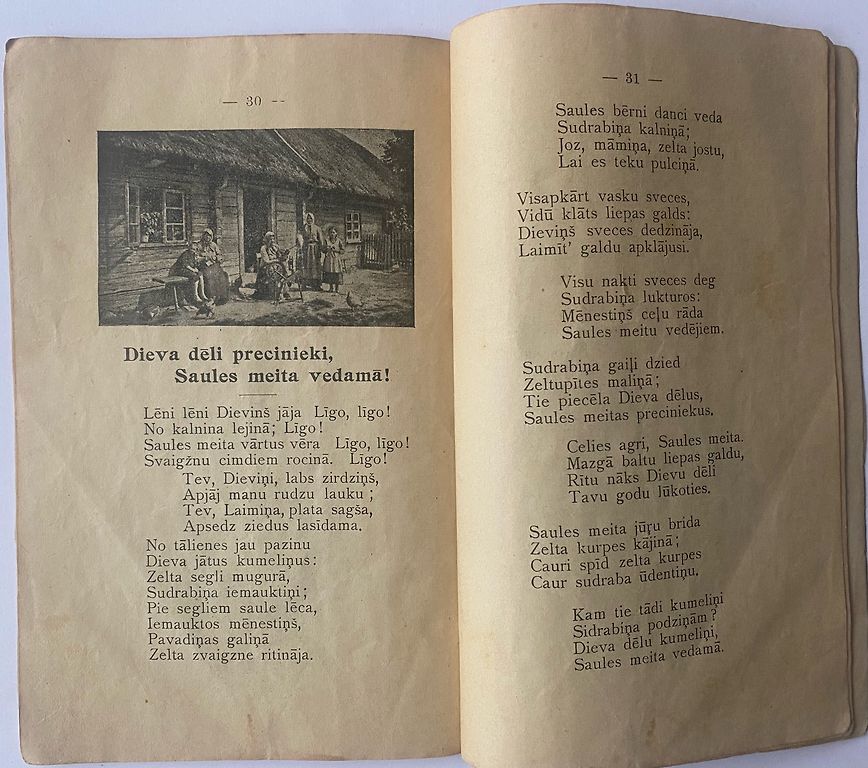 — 30 --
Dieva dēli precinieki,
Saules meita vedamā!
Lēni lēni Dievinš jāja Līgo, līgo!
No kalnina lejinā; Līgo!
Saules meita vārtus vēra Līgo, līgo!
Svaigžnu cimdiem rocinā. Līgo!
Tev, Dieviņi, labs zirdziņš,
Apjāj manu rudzu lauku;
Tev, Laimiņa, plata sagša,
Apsedz ziedus lasīdama.
No tālienes jau pazinu
Dieva jātus kumeliņus:
Zelta segli mugurā,
Sudrabiņa iemauktiņi;
Pie segliem saule lēca,
Iemauktos mēnestiņš,
Pavadiņas galiņā
Zelta zvaigzne ritināja.
— 31 —
Saules bērni danci veda
Sudrabiņa kalniņā;
Joz, māmiņa, zelta jostu,
Lai es teku pulciņā.
Visapkārt vasku sveces,
Vidū klāts liepas galds:
Dieviņš sveces dedzināja,
Laimīt' galdu apklājusi.
Visu nakti sveces deg
Sudrabiņa lukturos:
Mēnestiņš ceļu rāda
Saules meitu vedējiem.
Sudrabiņa gaiļi dzied
Zeltupītes maliņā;
Tie piecēla Dieva dēlus,
Saules meitas preciniekus.
Celies agri, Saules meita.
Mazgā baltu liepas galdu,
Rītu nāks Dievu dēli
Tavu godu lūkoties.
Saules meita jūŗu brida
Zelta kurpes kājinā;
Cauri spīd zelta kurpes
Caur sudraba ūdentiņu.
Kam tie tādi kumeliņi
Sidrabiņa podziņām?
Dieva dēlu kumeliņi,
Saules meita vedamā.